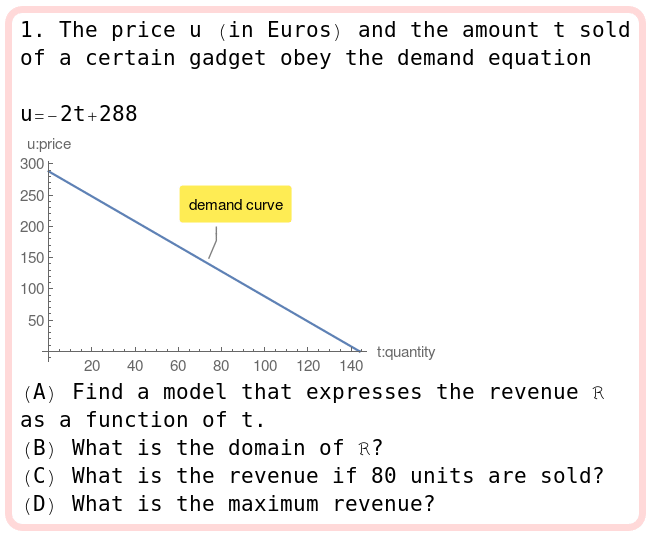 1. The price u (in Euros) and the amount t sold
of a certain gadget obey the demand equation
u=-2t+288
u:price
300
250
200
150
100
50
demand curve
20 40 60 80 100 120 140
t:quantity
(A) Find a model that expresses the revenue ℛ
as a function of t.
(B) What is the domain of ℛ?
(C) What is the revenue if 80 units are sold?
(D) What is the maximum revenue?